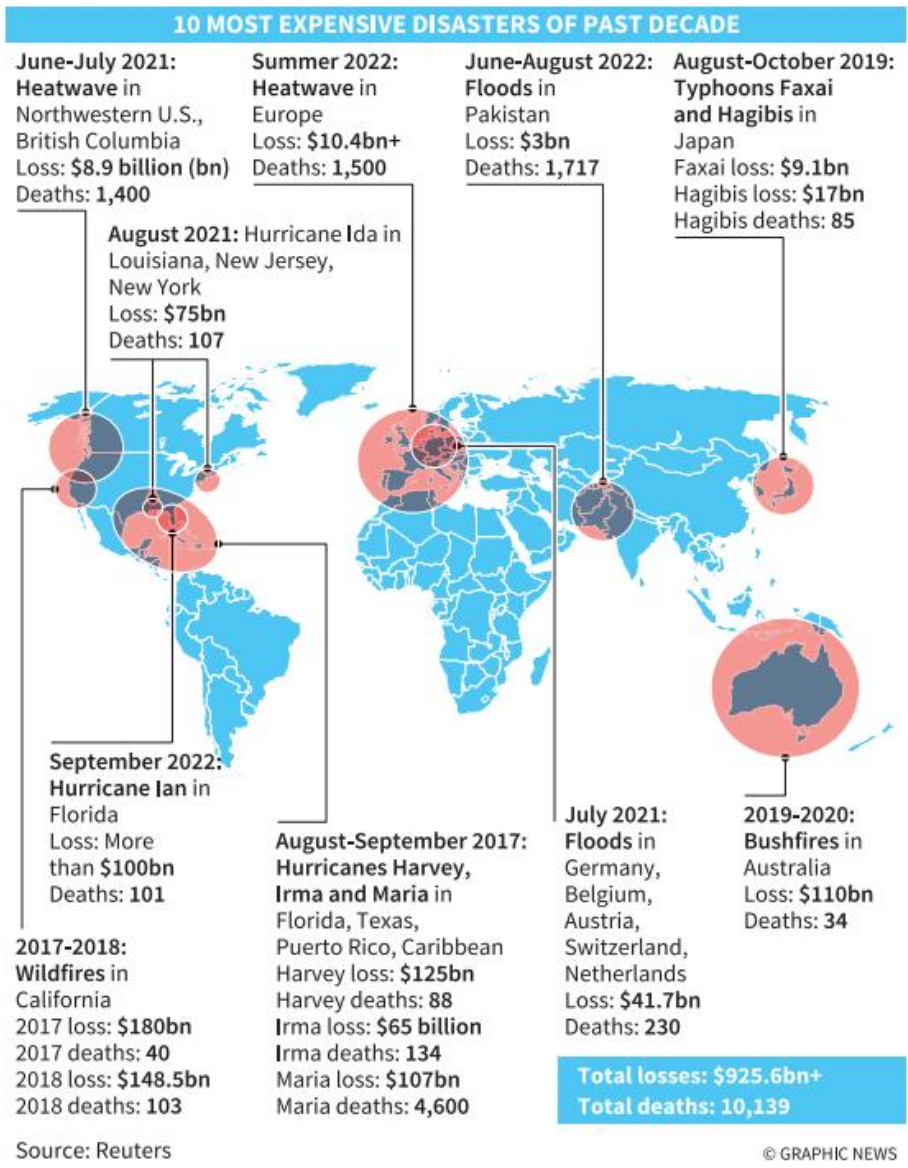 10 MOST EXPENSIVE DISASTERS OF PAST DECADE
June-July 2021:
Heatwave in
Northwestern U.S.,
British Columbia
Loss: $8.9 billion (bn)
Deaths: 1,400
Summer 2022:
Heatwave in
Europe
Loss: $10.4bn+
Deaths: 1,500
June-August 2022:
Floods in
Pakistan
Loss: $3bn
Deaths: 1,717
August-October 2019:
Typhoons Faxai
and Hagibis in
Japan
Faxai loss: $9.1bn
Hagibis loss: $17bn
Hagibis deaths: 85
August 2021: Hurricane Ida in
Louisiana, New Jersey,
New York
Loss: $75bn
Deaths: 107
September 2022:
Hurricane Ian in
Florida
Loss: More
than $100bn
Deaths: 101
2017-2018:
Wildfires in
California
2017 loss: $180bn
2017 deaths: 40
2018 loss: $148.5bn
2018 deaths: 103
August-September 2017:
Hurricanes Harvey,
Irma and Maria in
Florida, Texas,
Puerto Rico, Caribbean
Harvey loss: $125bn
Harvey deaths: 88
Irma loss: $65 billion
Irma deaths: 134
Maria loss: $107bn
Maria deaths: 4,600
July 2021:
Floods in
Germany,
Belgium,
Austria,
Switzerland,
Netherlands
Loss: $41.7bn
Deaths: 230
2019-2020:
Bushfires in
Australia
Loss: $110bn
Deaths: 34
Total losses: $925.6bn+
Total deaths: 10,139
Source: Reuters
© GRAPHIC NEWS